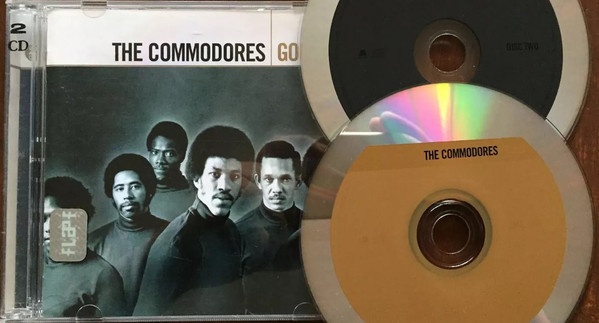 2
CD
THE COMMODORES GO
DISC TWO
THE COMMODORES